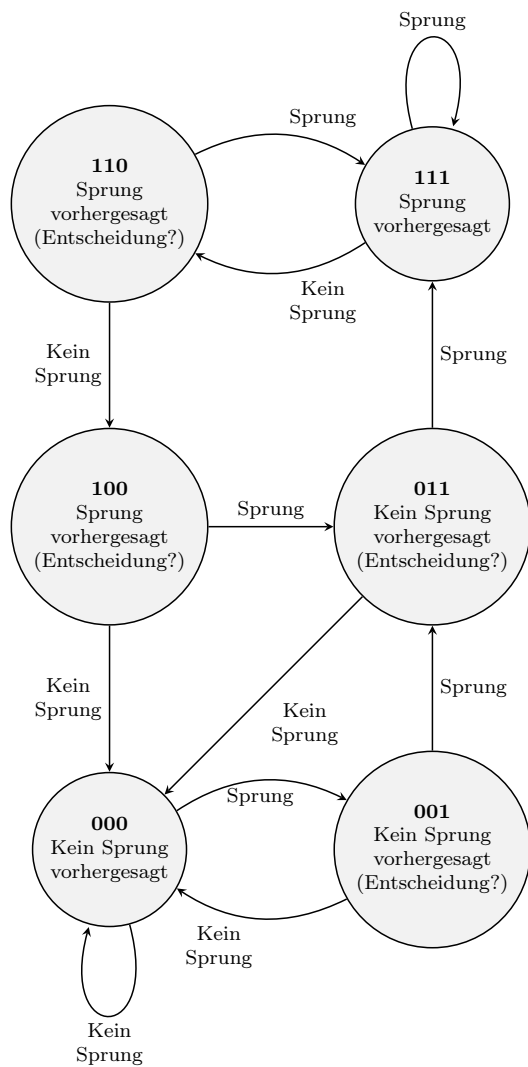 Sprung
110
Sprung
vorhergesagt
(Entscheidung?)
Sprung
111
Sprung
vorhergesagt
Kein
Sprung
Kein
Sprung
Sprung
100
Sprung
vorhergesagt
(Entscheidung?)
Sprung
011
Kein Sprung
vorhergesagt
(Entscheidung?)
Kein
Sprung
Kein
Sprung
Sprung
000
Kein Sprung
vorhergesagt
Sprung
001
Kein Sprung
vorhergesagt
(Entscheidung?)
Kein
Sprung
Kein
Sprung